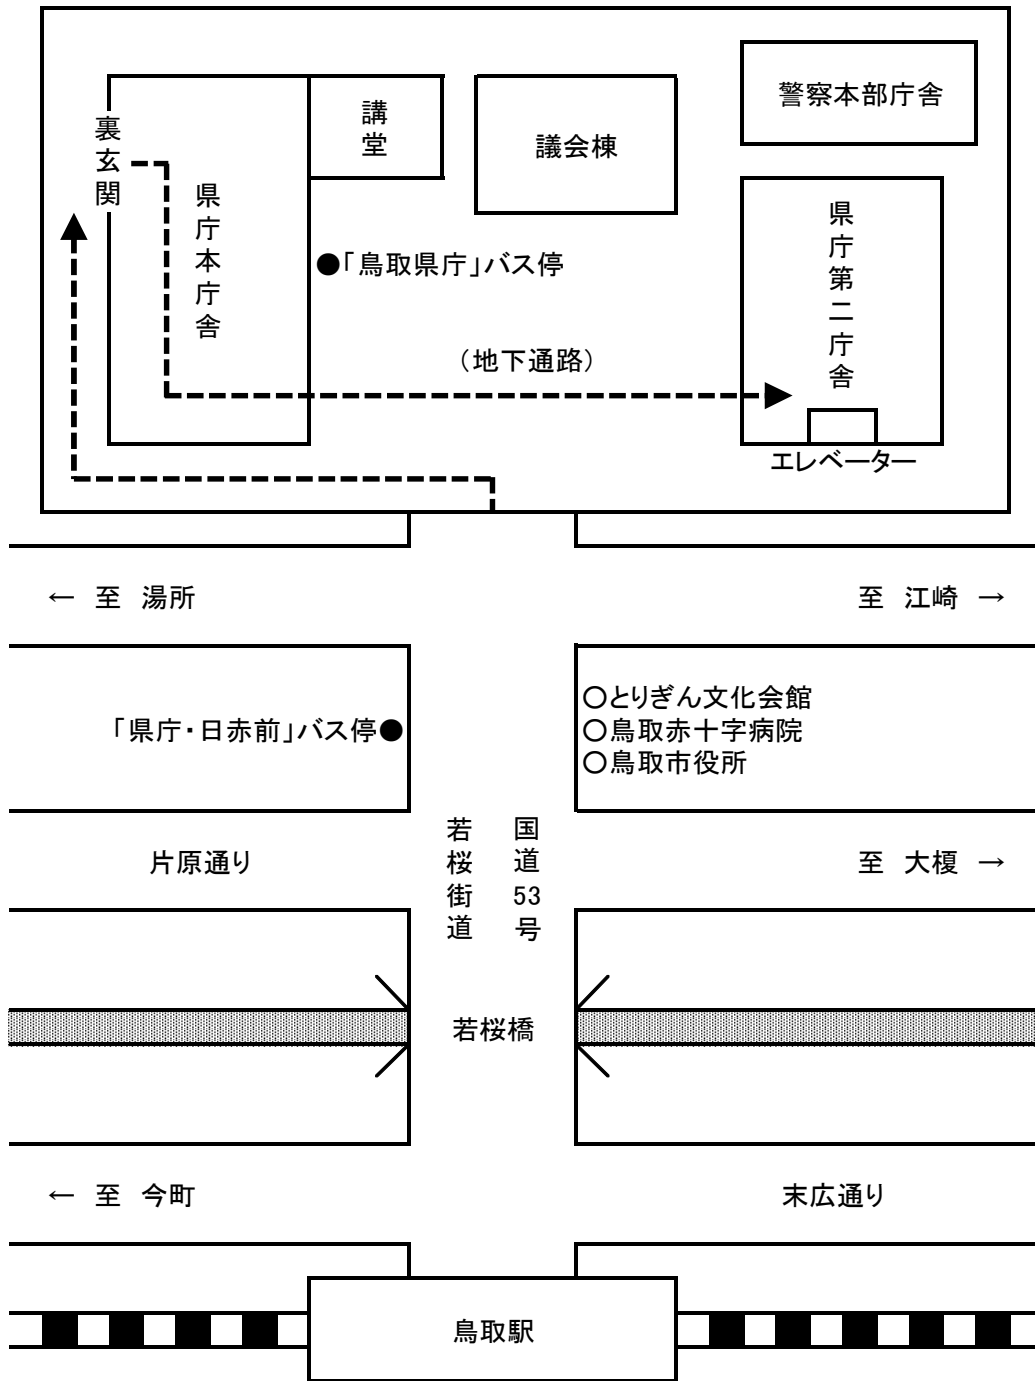 警察本部庁舎
講堂
議会棟
裏玄関
県庁本庁舎
県庁第二庁舎
●「鳥取県庁」バス停
（地下通路）
エレベーター
← 至 湯所
至 江崎 →
「県庁・日赤前」バス停●
○とりぎん文化会館
○鳥取赤十字病院
○鳥取市役所
若桜街道
国道53号
片原通り
至 大榎 →
若桜橋
← 至 今町
末広通り
鳥取駅